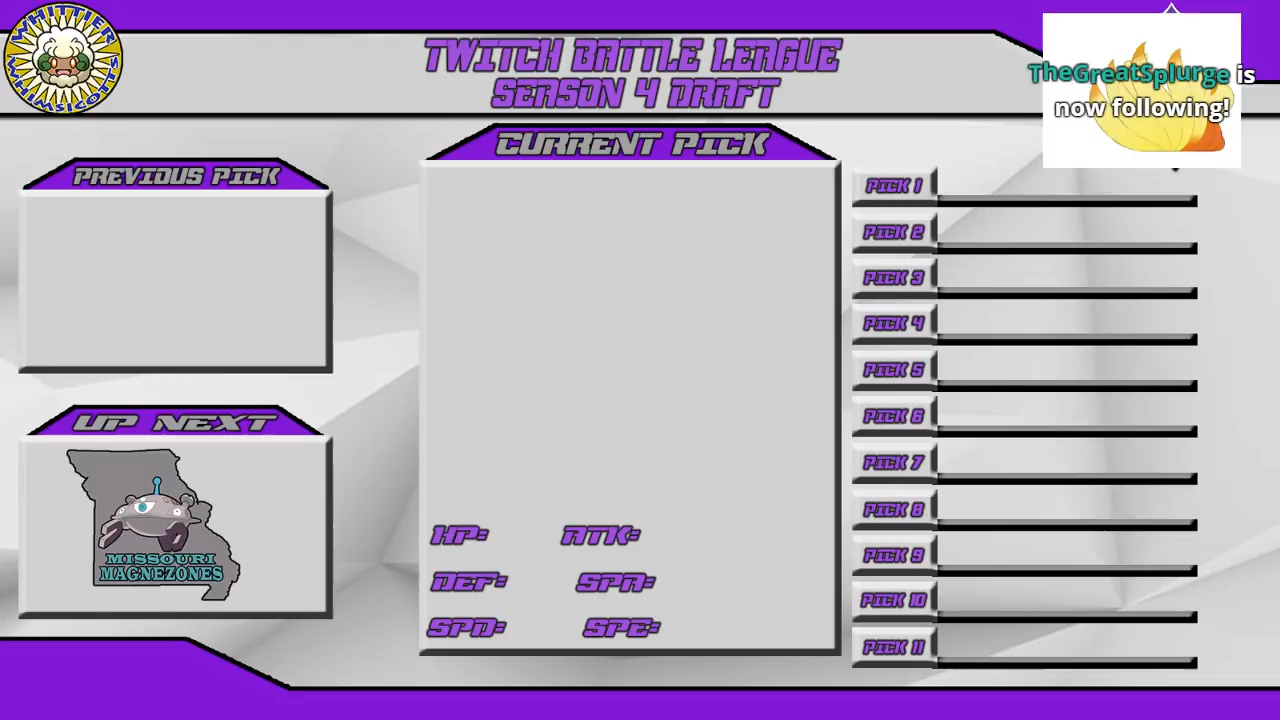 WHITTIER
WHIMSICOTTS
TWITCH BATTLE LEAGUE
SEASON 4 DRAFT
TheGreatSplurge is
now following!
PREVIOUS PICK
CURRENT PICK
UP NEXT
MISSOURI
MAGNEZONES
HP:
ATK:
DEF:
SPA:
SPD:
SPE:
PICK 1
PICK 2
PICK 3
PICK 4
PICK 5
PICK 6
PICK 7
PICK 8
PICK 9
PICK 10
PICK 11